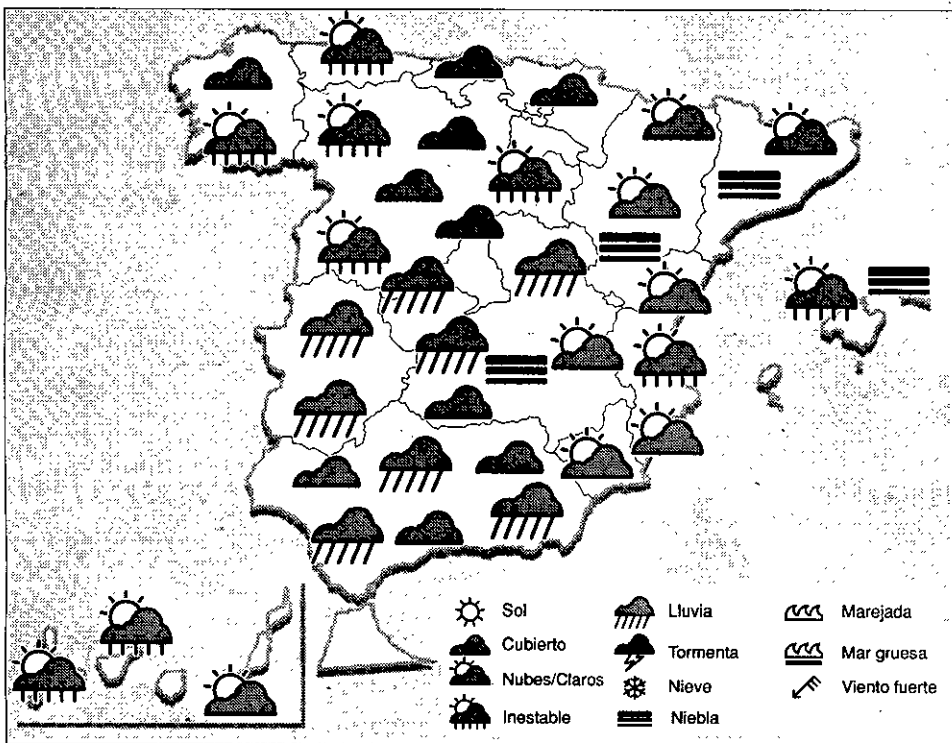 Sol
Cubierto
Nubes/Claros
Inestable
Lluvia
Tormenta
Nieve
Niebla
Marejada
Mar gruesa
Viento fuerte